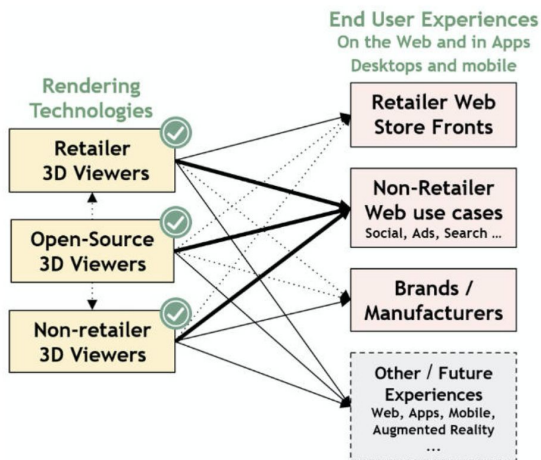 End User Experiences
On the Web and in Apps
Desktops and mobile
Rendering
Technologies
Retailer
3D Viewers
Open-Source
3D Viewers
Non-retailer
3D Viewers
Retailer Web
Store Fronts
Non-Retailer
Web use cases
Social, Ads, Search ...
Brands /
Manufacturers
Other / Future
Experiences
Web, Apps, Mobile,
Augmented Reality
...